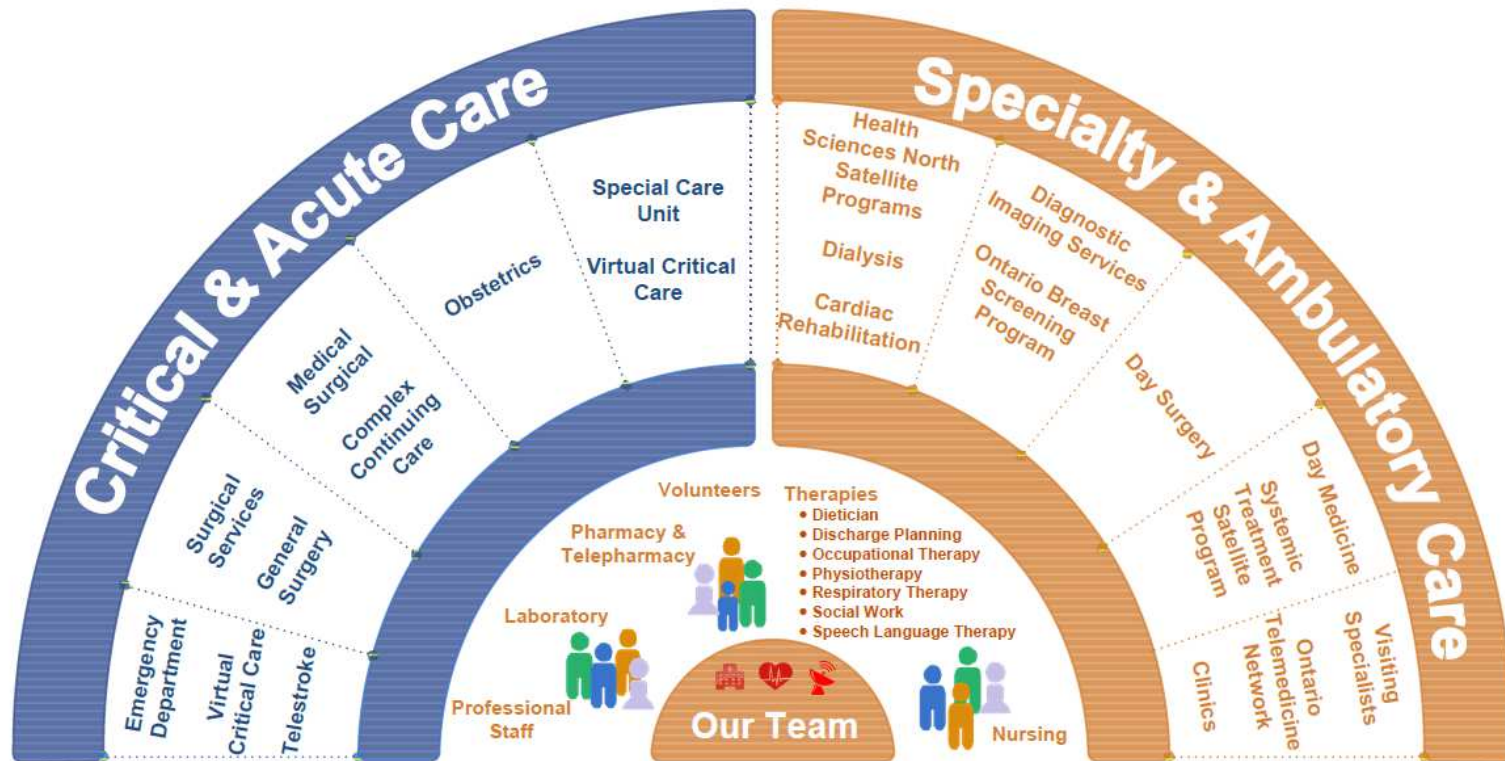 Critical & Acute Care
Emergency
Department
Virtual
Critical Care
Telestroke
Surgical
Services
General
Surgery
Medical
Surgical
Complex
Continuing
Care
Obstetrics
Special Care
Unit
Virtual Critical
Care
Specialty & Ambulatory Care
Health
Sciences North
Satellite
Programs
Dialysis
Cardiac
Rehabilitation
Diagnostic
Imaging Services
Ontario Breast
Screening
Program
Day Surgery
Day Medicine
Systemic
Treatment
Satellite
Program
Visiting
Specialists
Ontario
Telemedicine
Network
Clinics
Volunteers
Pharmacy &
Telepharmacy
Laboratory
Professional
Staff
Therapies
• Dietician
• Discharge Planning
• Occupational Therapy
• Physiotherapy
• Respiratory Therapy
• Social Work
• Speech Language Therapy
Nursing
Our Team